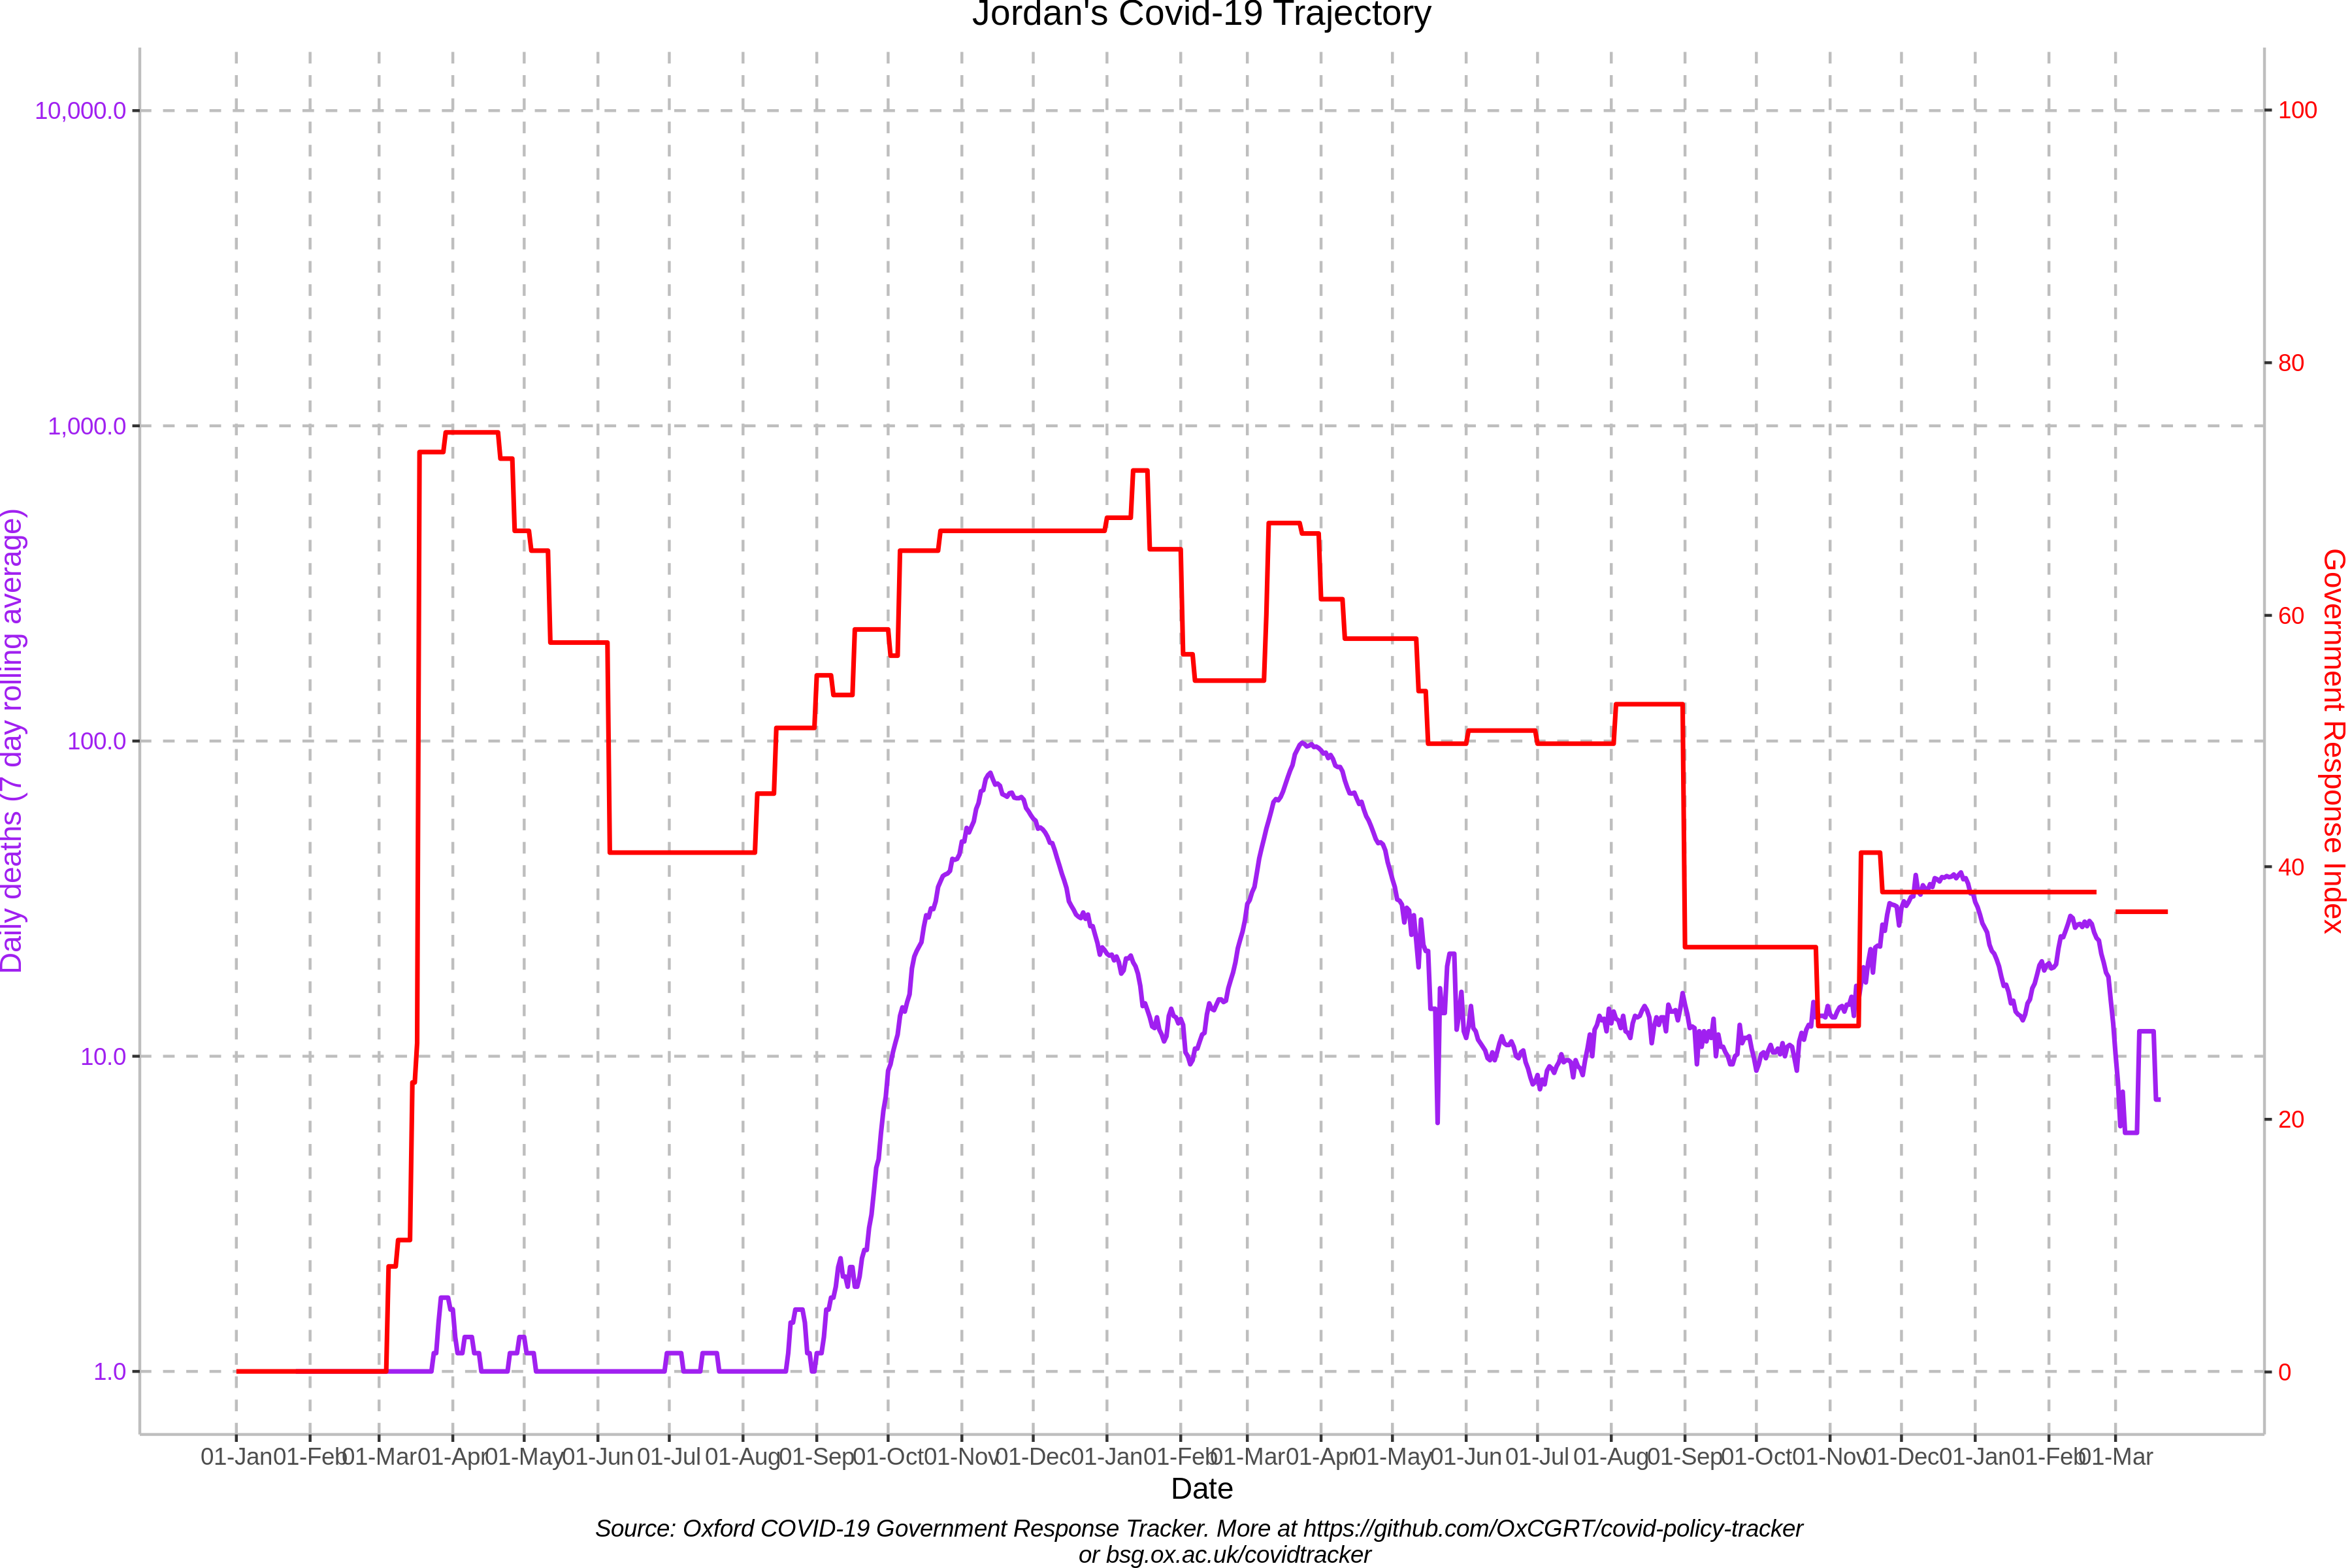 Jordan's Covid-19 Trajectory
Daily deaths (7 day rolling average)
10,000.0
1,000.0
100.0
10.0
1.0
100
80
60
40
20
0
Government Response Index
01-Jan 01-Feb 01-Mar 01-Apr 01-May 01-Jun 01-Jul 01-Aug 01-Sep 01-Oct 01-Nov 01-Dec 01-Jan 01-Feb 01-Mar 01-Apr 01-May 01-Jun 01-Jul 01-Aug 01-Sep 01-Oct 01-Nov 01-Dec 01-Jan 01-Feb 01-Mar
Date
Source: Oxford COVID-19 Government Response Tracker. More at https://github.com/OxCGRT/covid-policy-tracker
or bsg.ox.ac.uk/covidtracker